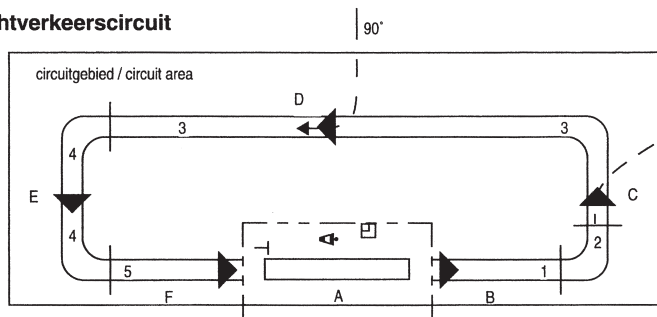 htverkeerscircuit
90°
circuitgebied / circuit area
D
3
3
4
E
C
4
2
5
1
F
A
B